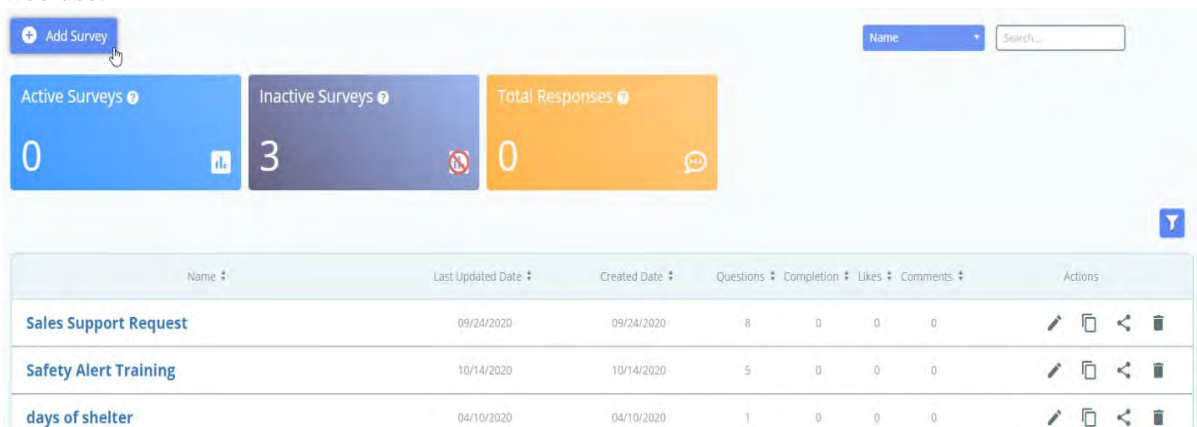 Add Survey
Name
Search...
Active Surveys
Inactive Surveys
Total Responses
0
3
0
Name Last Updated Date Created Date Questions Completion Likes Comments Actions
Sales Support Request 09/24/2020 09/24/2020 8 0 0 0
Safety Alert Training 10/14/2020 10/14/2020 5 0 0 0
days of shelter 04/10/2020 04/10/2020 1 0 0 0